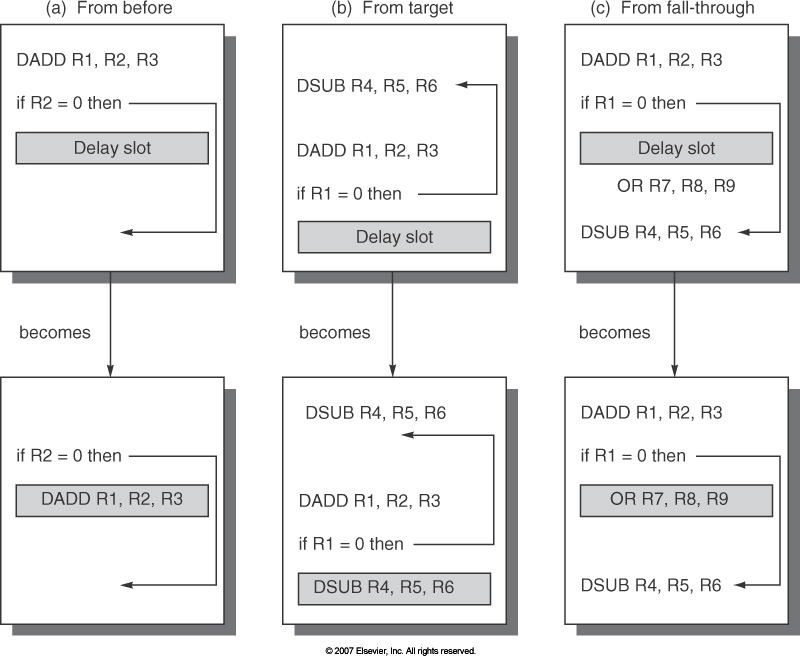 (a) From before
DADD R1, R2, R3
if R2 = 0 then
Delay slot
becomes
if R2 = 0 then
DADD R1, R2, R3
(b) From target
DSUB R4, R5, R6
DADD R1, R2, R3
if R1 = 0 then
Delay slot
becomes
DSUB R4, R5, R6
DADD R1, R2, R3
if R1 = 0 then
DSUB R4, R5, R6
(c) From fall-through
DADD R1, R2, R3
if R1 = 0 then
Delay slot
OR R7, R8, R9
DSUB R4, R5, R6
becomes
DADD R1, R2, R3
if R1 = 0 then
OR R7, R8, R9
DSUB R4, R5, R6
© 2007 Elsevier, Inc. All rights reserved.